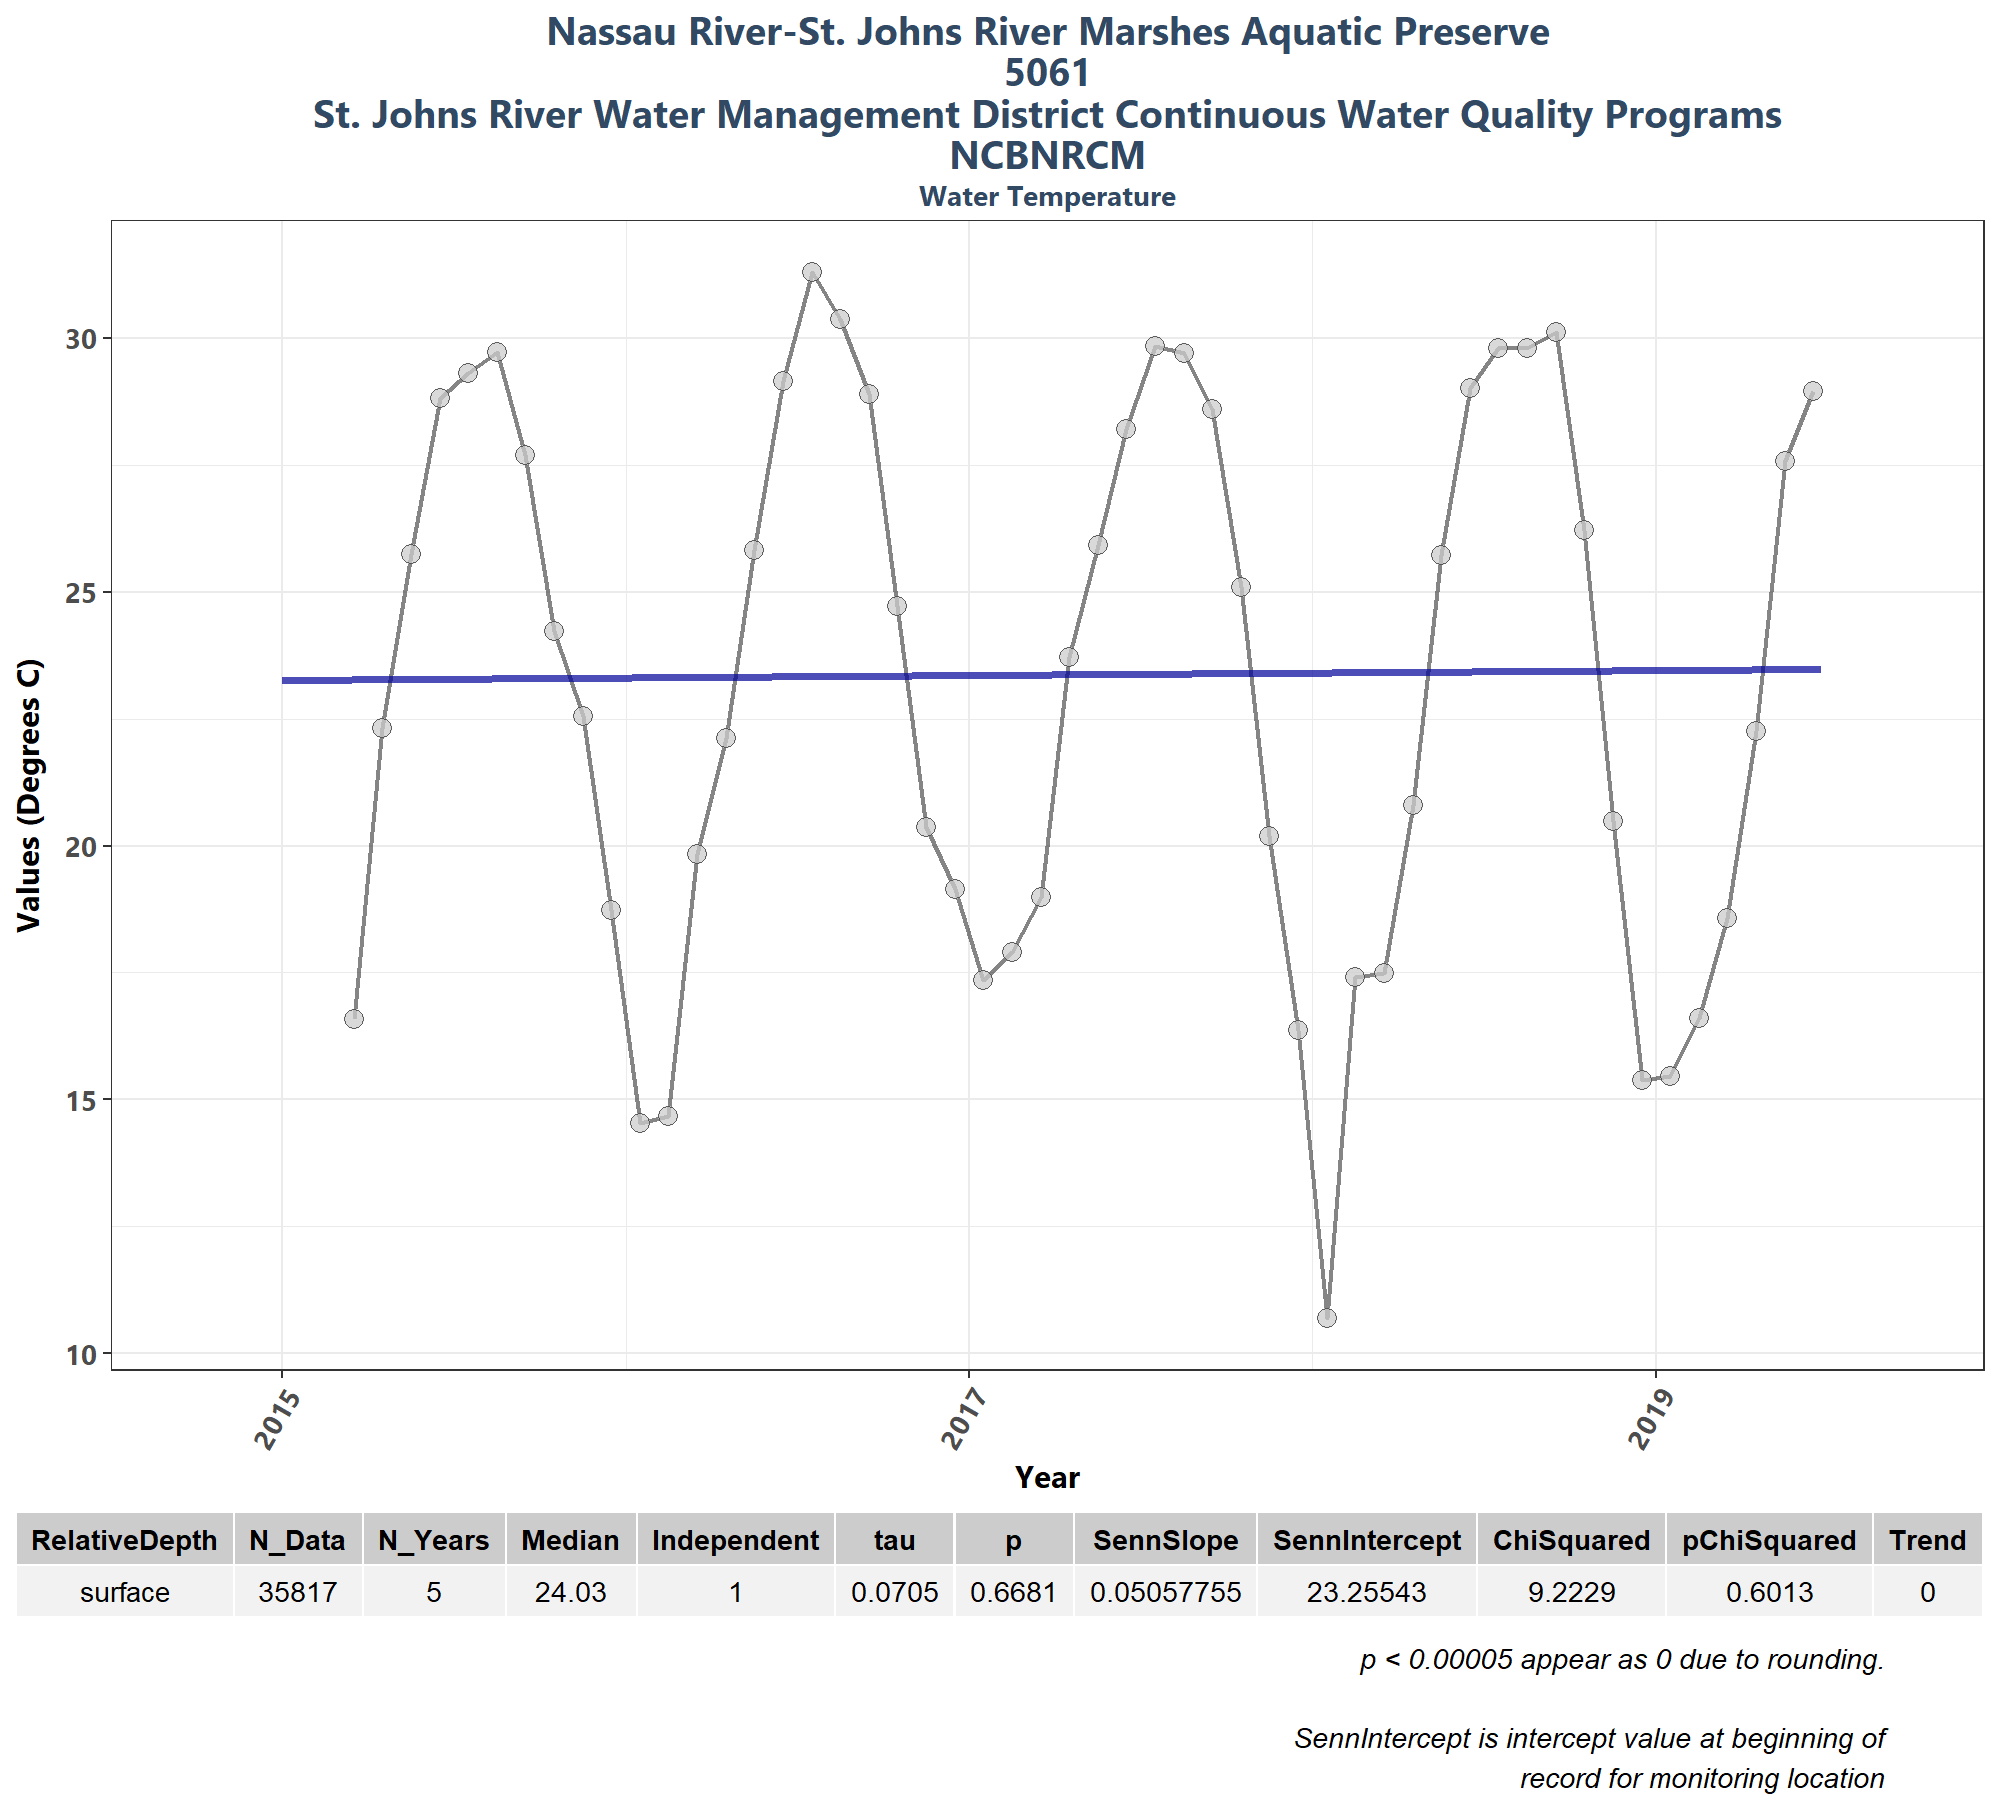 Nassau River-St. Johns River Marshes Aquatic Preserve
5061
St. Johns River Water Management District Continuous Water Quality Programs
NCBNRCM
Water Temperature
Values (Degrees C)
30
25
20
15
10
2015
2017
2019
Year
RelativeDepth N_Data N_Years Median Independent tau p SennSlope SennIntercept ChiSquared pChiSquared Trend
surface 35817 5 24.03 1 0.0705 0.6681 0.05057755 23.25543 9.2229 0.6013 0
p < 0.00005 appear as 0 due to rounding.
SennIntercept is intercept value at beginning of
record for monitoring location